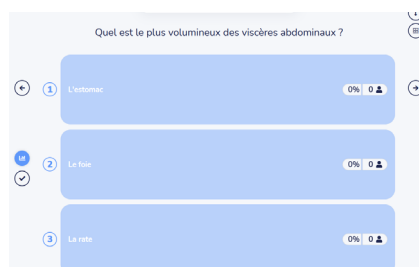 Quel est le plus volumineux des viscères abdominaux ?
1 L'estomac 0% 0
2 Le foie 0% 0
3 La rate 0% 0